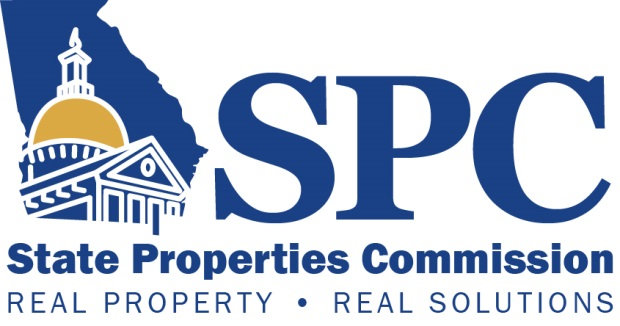 SPC
State Properties Commission
REAL PROPERTY • REAL SOLUTIONS